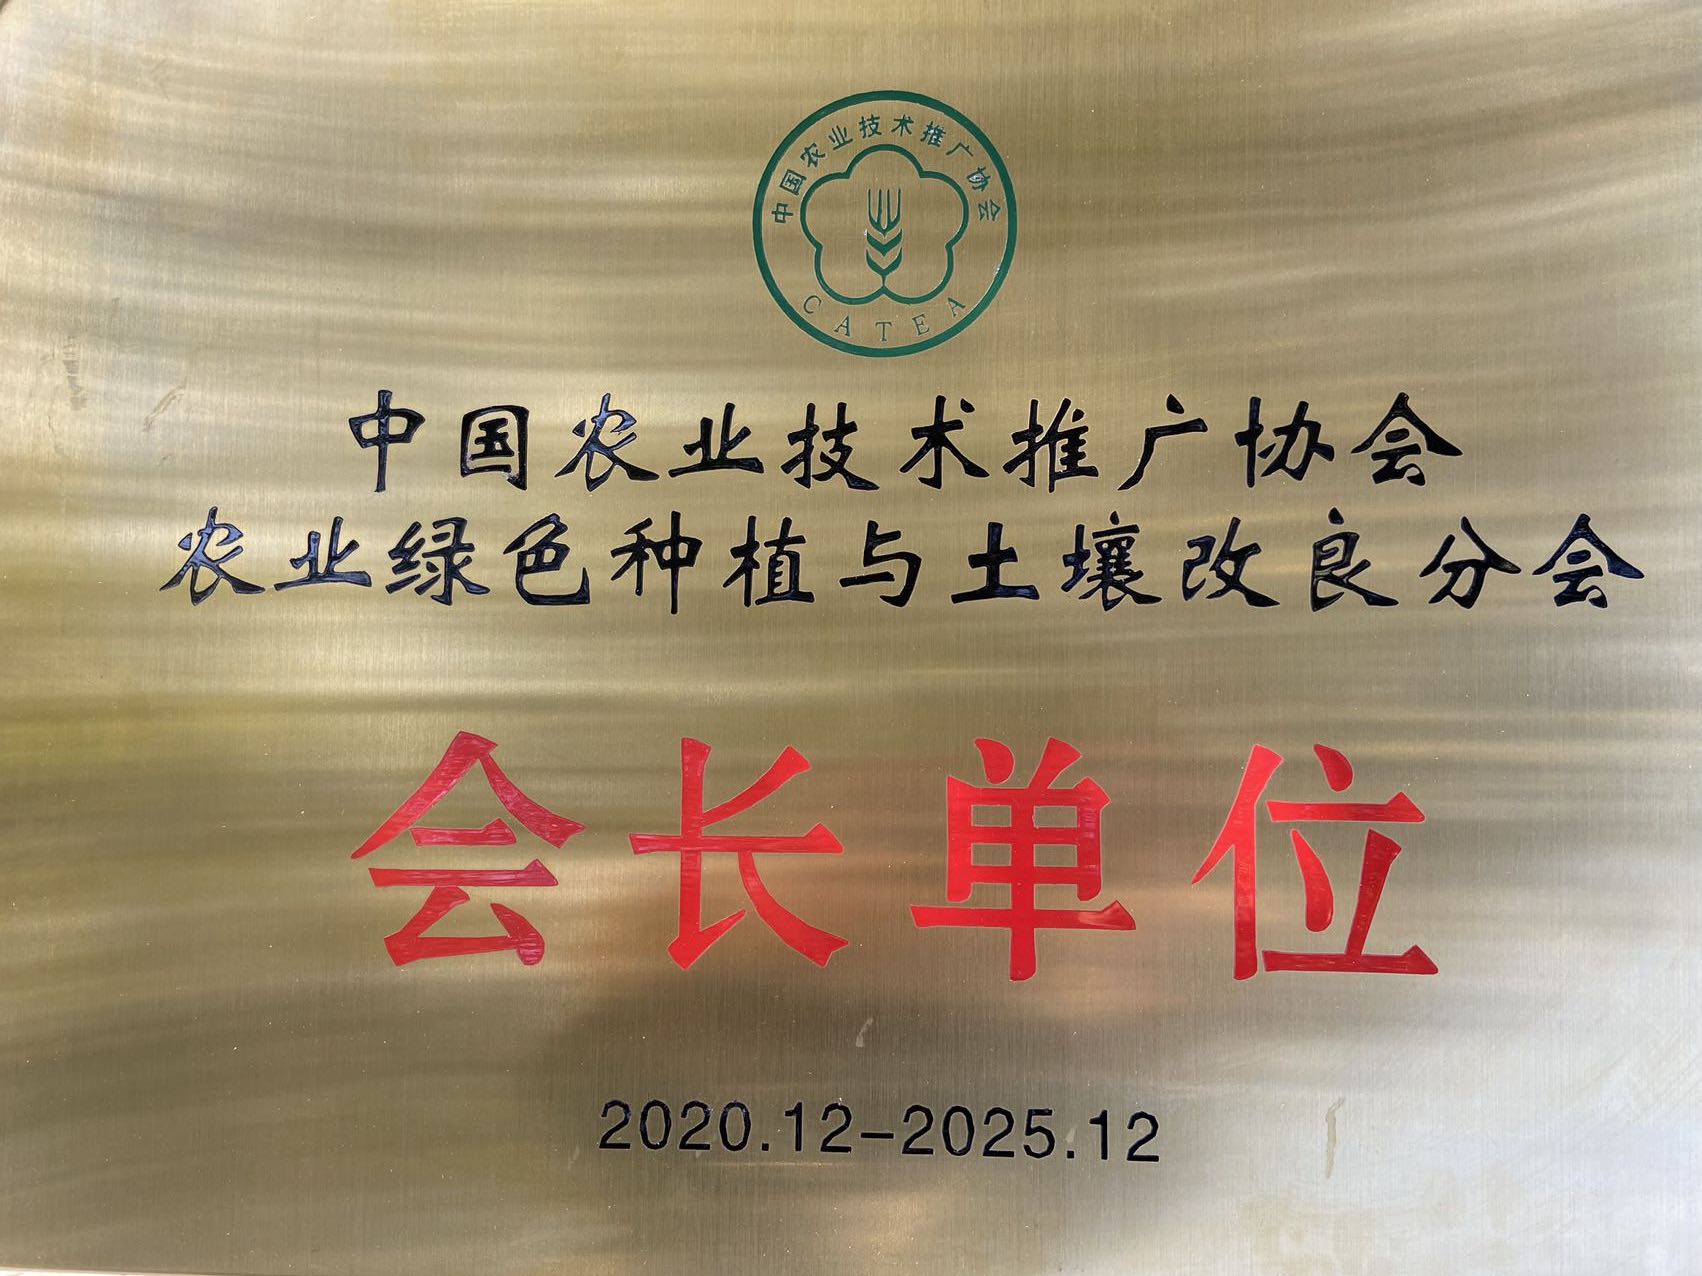 中国农业技术推广协会
CATEA
中国农业技术推广协会
农业绿色种植与土壤改良分会
会长单位
2020.12-2025.12